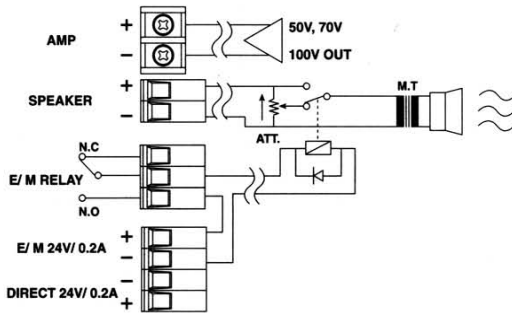 AMP
+
−
50V, 70V
100V OUT
SPEAKER
+
−
M.T
ATT.
N.C
E/ M RELAY
N.O
E/ M 24V/ 0.2A
+
−
DIRECT 24V/ 0.2A
−
+